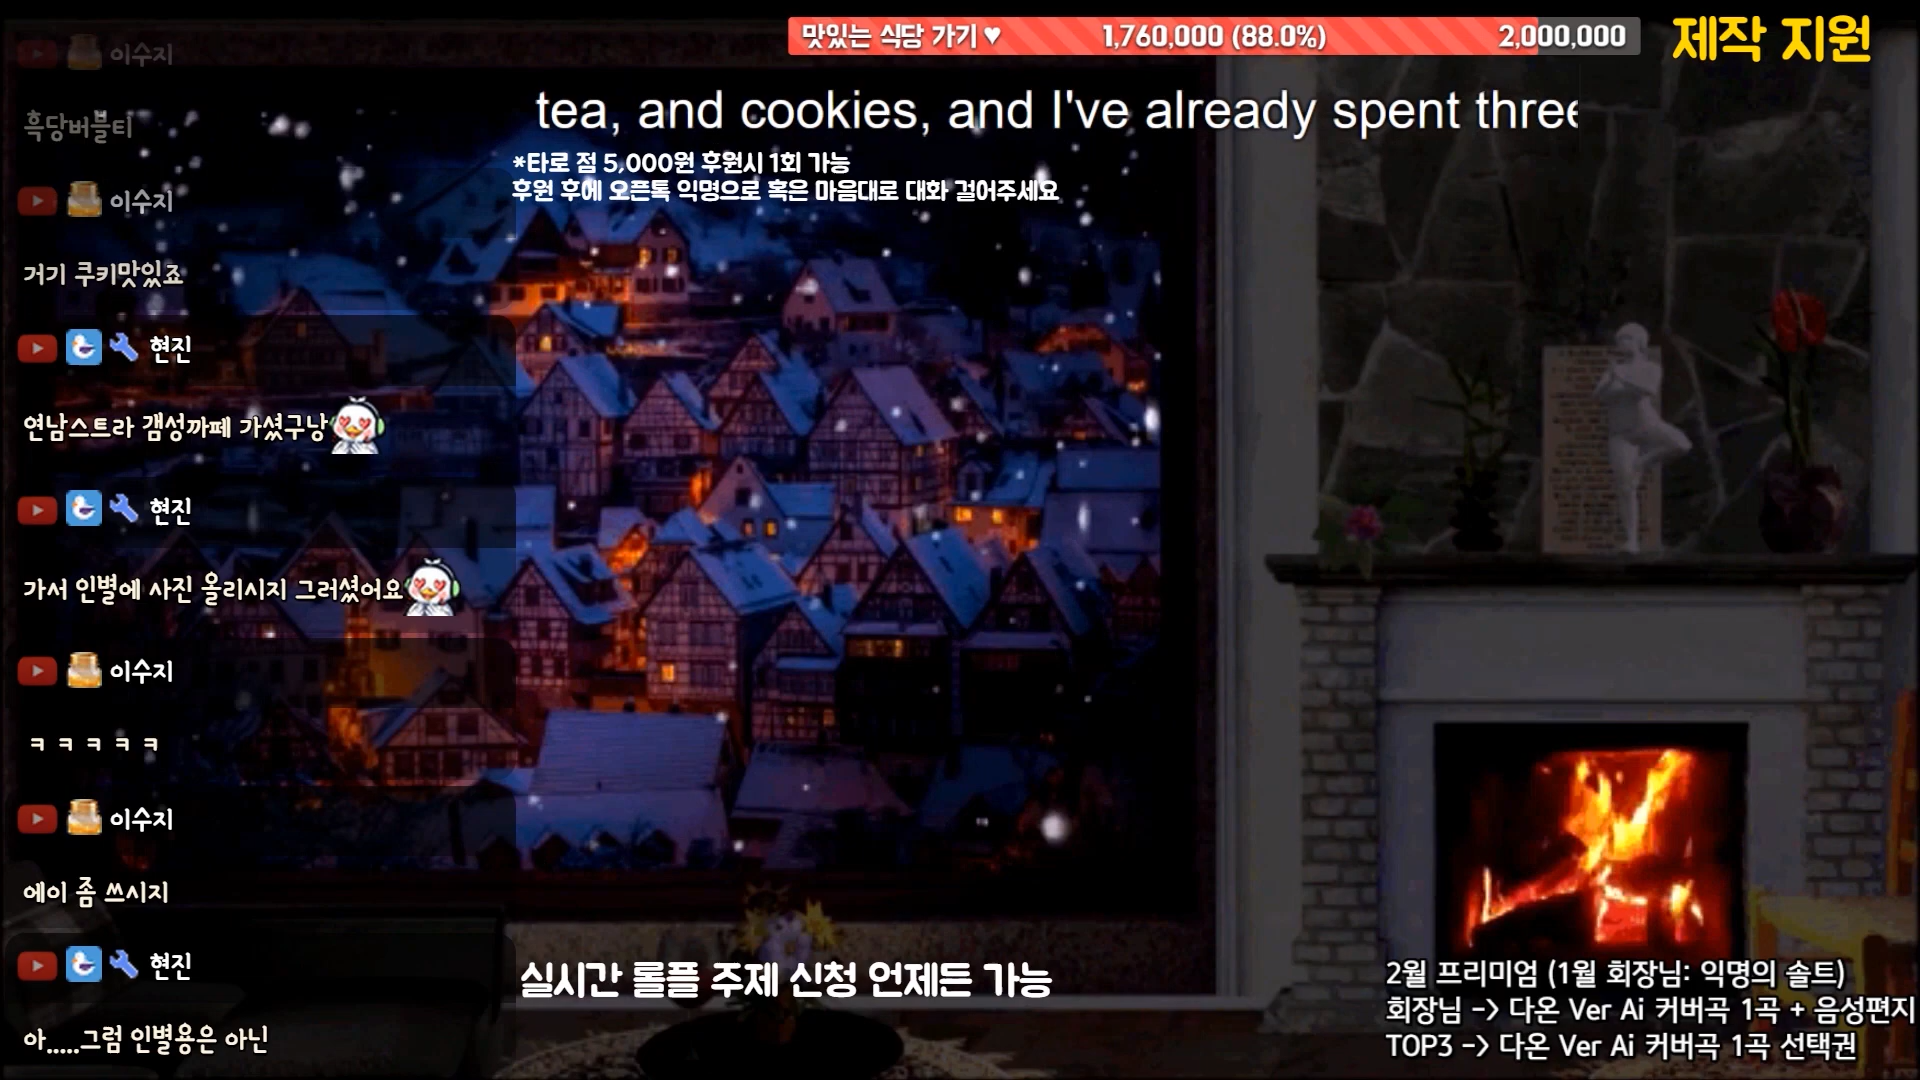 맛있는 식당 가기 ♥ 1,760,000 (88.0%) 2,000,000
제작 지원
tea, and cookies, and I've already spent three
*타로 점 5,000원 후원시 1회 가능
후원 후에 오픈톡 익명으로 혹은 마음대로 대화 걸어주세요
이수지
흑당버블티
이수지
거기 쿠키맛있죠
현진
연남스트라 갬성까페 가셨구낭
현진
가서 인별에 사진 올리시지 그러셨어요
이수지
ㅋㅋㅋㅋㅋ
이수지
에이 좀 쓰시지
현진
아.....그럼 인별용은 아닌
실시간 롤플 주제 신청 언제든 가능
2월 프리미엄 (1월 회장님: 익명의 솔트)
회장님 -> 다온 Ver Ai 커버곡 1곡 + 음성편지
TOP3 -> 다온 Ver Ai 커버곡 1곡 선택권